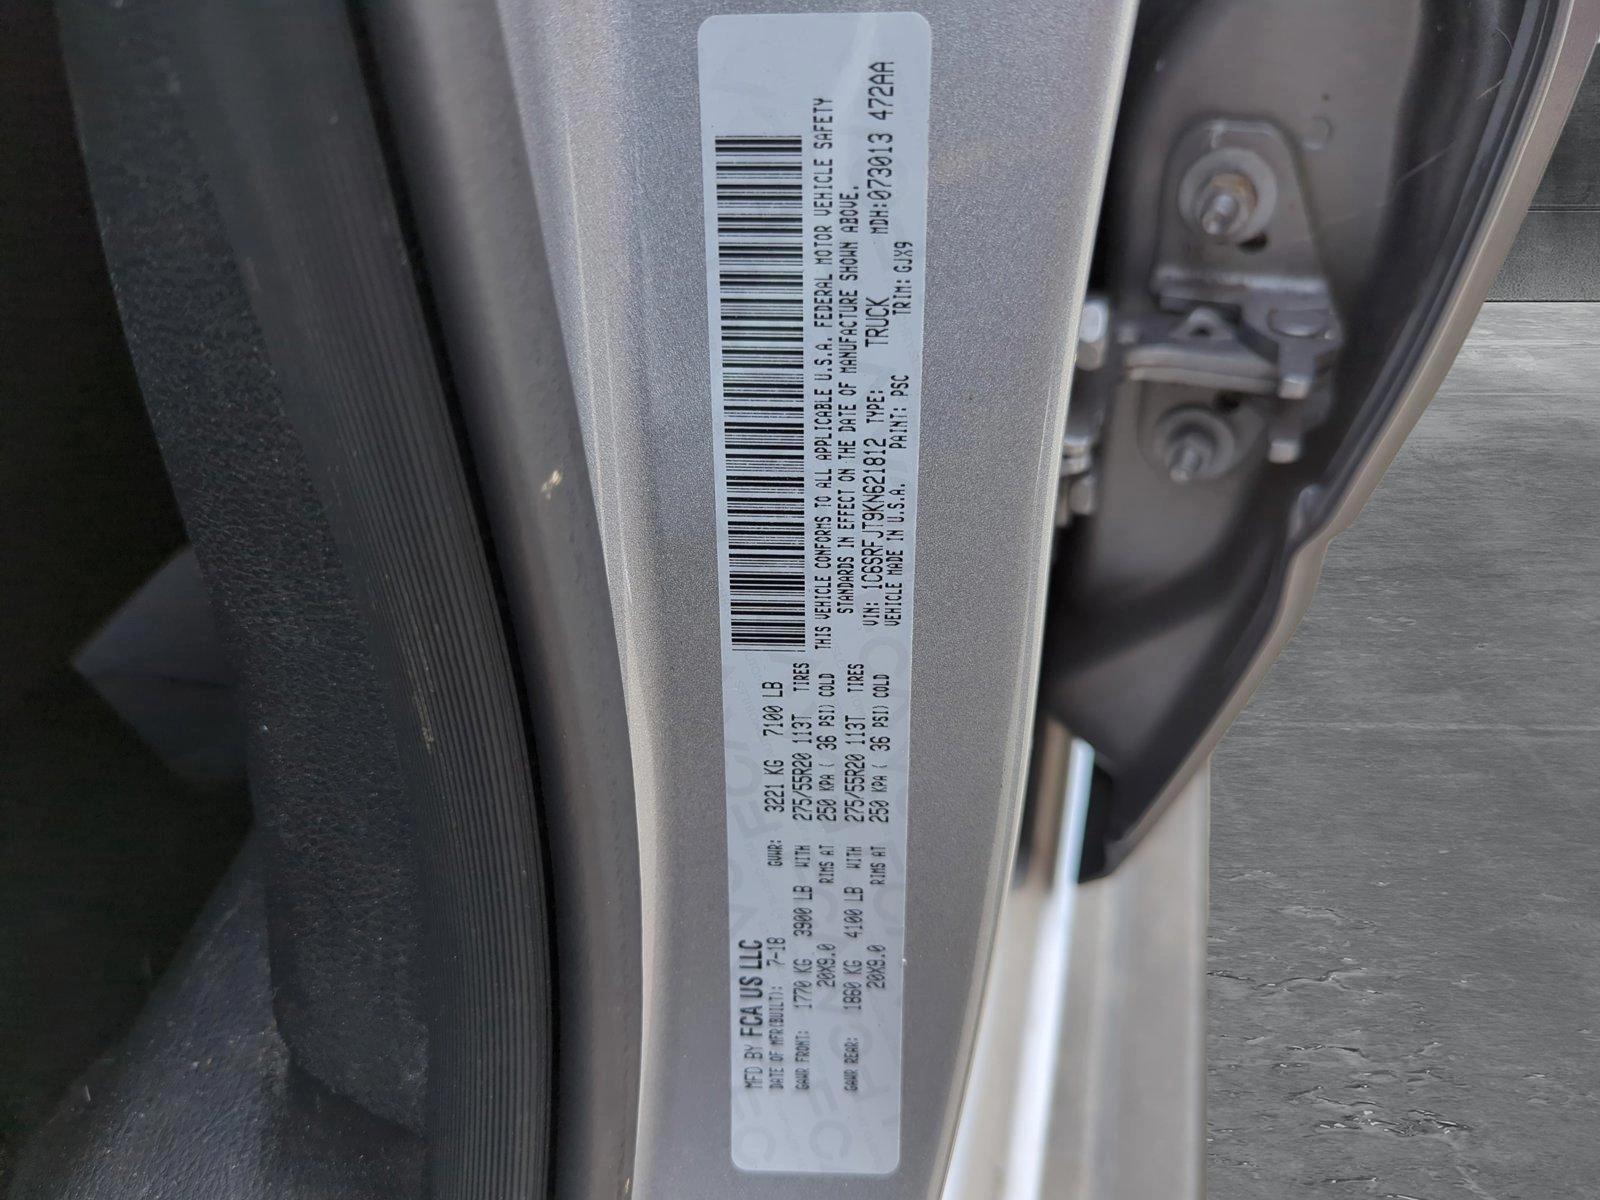 MFD BY FCA US LLC
DATE OF MFR(BUILT): 7-18 GVWR: 3221 KG 7100 LB
GAWR FRONT: 1770 KG 3900 LB WITH 275/55R20 113T TIRES
20X9.0 RIMS AT 250 KPA ( 36 PSI) COLD
GAWR REAR: 1860 KG 4100 LB WITH 275/55R20 113T TIRES
20X9.0 RIMS AT 250 KPA ( 36 PSI) COLD
THIS VEHICLE CONFORMS TO ALL APPLICABLE U.S.A. FEDERAL MOTOR VEHICLE SAFETY
STANDARDS IN EFFECT ON THE DATE OF MANUFACTURE SHOWN ABOVE.
VIN: 1C6SRFJT9KN621812 TYPE: TRUCK MDH:073013 472AA
VEHICLE MADE IN U.S.A. PAINT: PSC TRIM: GJX9